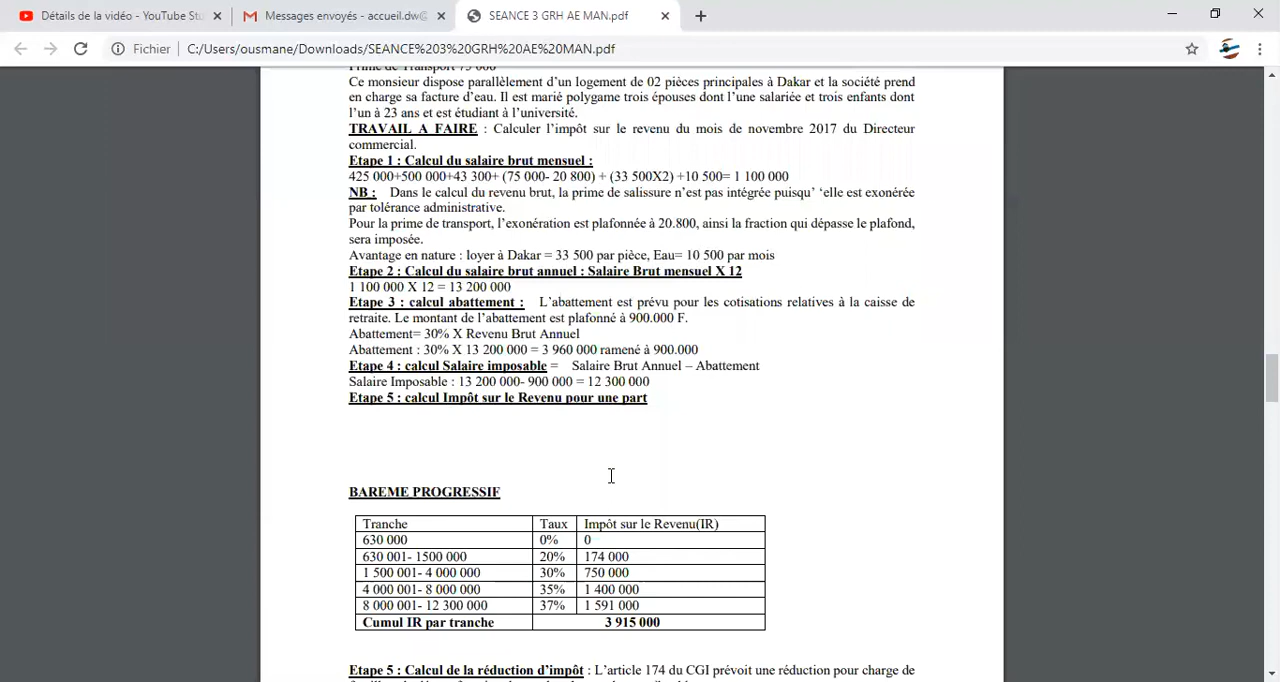 Détails de la vidéo - YouTube Stu
Messages envoyés - accueil.dw@
SEANCE 3 GRH AE MAN.pdf
Fichier
C:/Users/ousmane/Downloads/SEANCE%203%20GRH%20AE%20MAN.pdf
Prime de Transport 75 000
Ce monsieur dispose parallèlement d'un logement de 02 pièces principales à Dakar et la société prend
en charge sa facture d'eau. Il est marié polygame trois épouses dont l'une salariée et trois enfants dont
l'un à 23 ans et est étudiant à l'université.
TRAVAIL A FAIRE : Calculer l'impôt sur le revenu du mois de novembre 2017 du Directeur
commercial.
Etape 1 : Calcul du salaire brut mensuel :
425 000+500 000+43 300+ (75 000- 20 800) + (33 500X2) +10 500= 1 100 000
NB : Dans le calcul du revenu brut, la prime de salissure n'est pas intégrée puisqu' 'elle est exonérée
par tolérance administrative.
Pour la prime de transport, l'exonération est plafonnée à 20.800, ainsi la fraction qui dépasse le plafond,
sera imposée.
Avantage en nature : loyer à Dakar = 33 500 par pièce, Eau= 10 500 par mois
Etape 2 : Calcul du salaire brut annuel : Salaire Brut mensuel X 12
1 100 000 X 12 = 13 200 000
Etape 3 : calcul abattement : L'abattement est prévu pour les cotisations relatives à la caisse de
retraite. Le montant de l'abattement est plafonné à 900.000 F.
Abattement= 30% X Revenu Brut Annuel
Abattement : 30% X 13 200 000 = 3 960 000 ramené à 900.000
Etape 4 : calcul Salaire imposable = Salaire Brut Annuel – Abattement
Salaire Imposable : 13 200 000- 900 000 = 12 300 000
Etape 5 : calcul Impôt sur le Revenu pour une part
BAREME PROGRESSIF
Tranche Taux Impôt sur le Revenu(IR)
630 000 0% 0
630 001- 1500 000 20% 174 000
1 500 001- 4 000 000 30% 750 000
4 000 001- 8 000 000 35% 1 400 000
8 000 001- 12 300 000 37% 1 591 000
Cumul IR par tranche 3 915 000
Etape 5 : Calcul de la réduction d'impôt : L'article 174 du CGI prévoit une réduction pour charge de